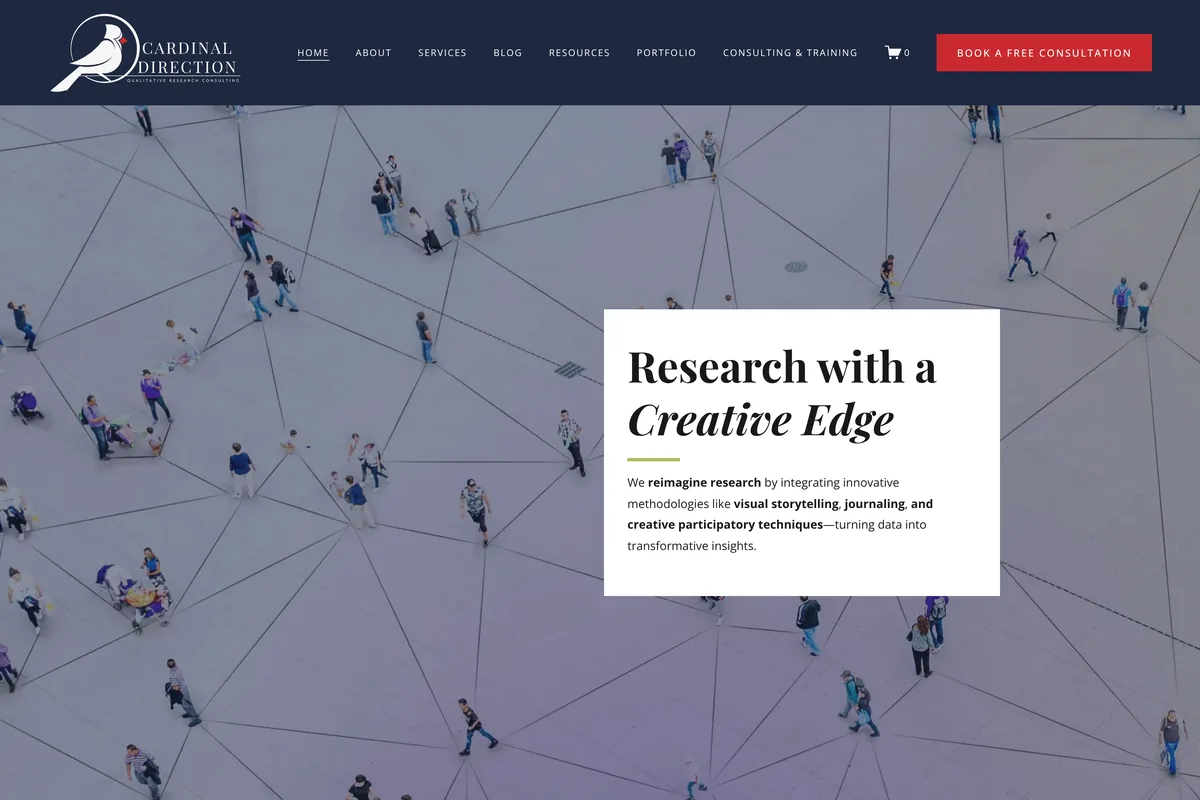 CARDINAL
DIRECTION
QUALITATIVE RESEARCH CONSULTING
HOME ABOUT SERVICES BLOG RESOURCES PORTFOLIO CONSULTING & TRAINING 0 BOOK A FREE CONSULTATION
Research with a
Creative Edge
We reimagine research by integrating innovative
methodologies like visual storytelling, journaling, and
creative participatory techniques—turning data into
transformative insights.